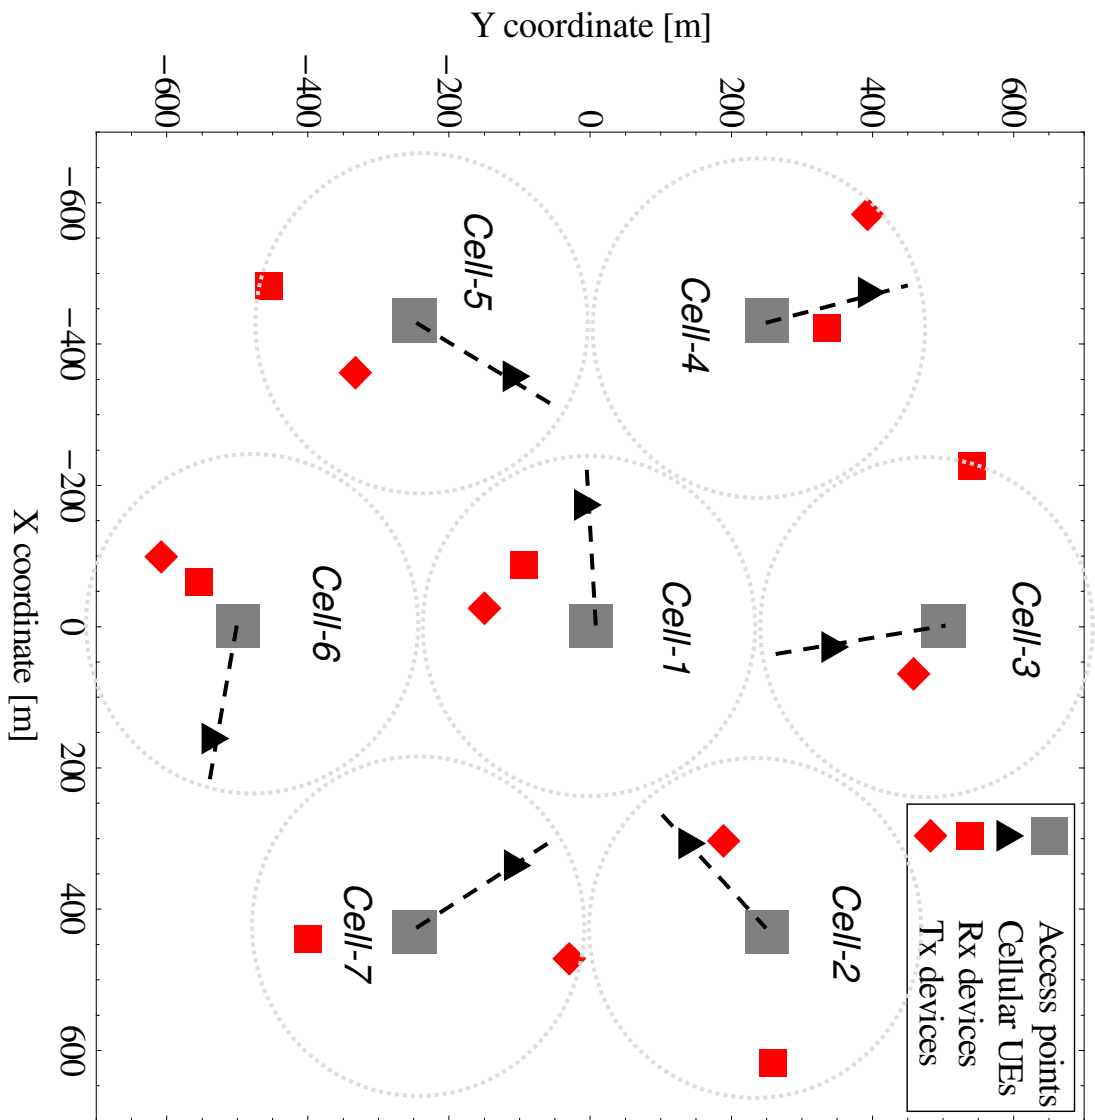 Y coordinate [m]
−600
−400
−200
0
200
400
600
−600
−400
−200
0
200
400
600
X coordinate [m]
Cell-5
Cell-4
Cell-6
Cell-1
Cell-3
Cell-7
Cell-2
Access points
Cellular UEs
Rx devices
Tx devices